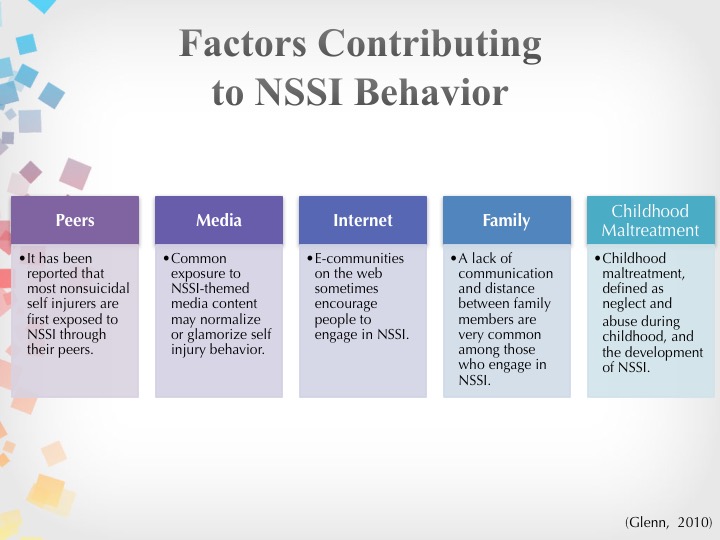 Factors Contributing
to NSSI Behavior
Peers
•It has been
reported that
most nonsuicidal
self injurers are
first exposed to
NSSI through
their peers.
Media
•Common
exposure to
NSSI-themed
media content
may normalize
or glamorize self
injury behavior.
Internet
•E-communities
on the web
sometimes
encourage
people to
engage in NSSI.
Family
•A lack of
communication
and distance
between family
members are
very common
among those
who engage in
NSSI.
Childhood
Maltreatment
•Childhood
maltreatment,
defined as
neglect and
abuse during
childhood, and
the development
of NSSI.
(Glenn, 2010)